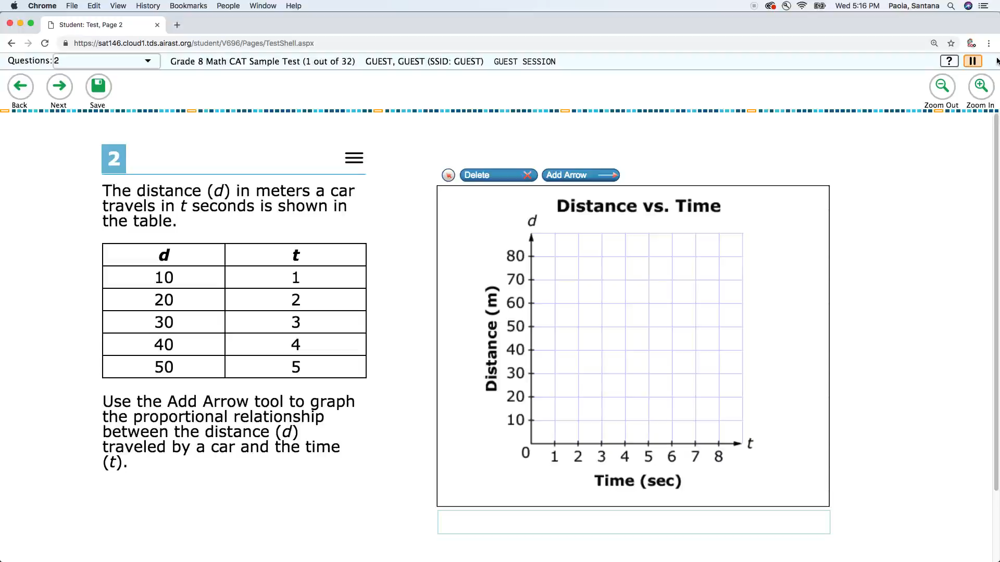 Chrome File Edit View History Bookmarks People Window Help Wed 5:16 PM Paola, Santana
Student: Test, Page 2
https://sat146.cloud1.tds.airast.org/student/V696/Pages/TestShell.aspx
Questions: 2 Grade 8 Math CAT Sample Test (1 out of 32) GUEST, GUEST (SSID: GUEST) GUEST SESSION ?
Back Next Save Zoom Out Zoom In
2
The distance (d) in meters a car
travels in t seconds is shown in
the table.
d t
10 1
20 2
30 3
40 4
50 5
Use the Add Arrow tool to graph
the proportional relationship
between the distance (d)
traveled by a car and the time
(t).
Delete Add Arrow
Distance vs. Time
d
80
70
60
50
40
30
20
10
Distance (m)
0 1 2 3 4 5 6 7 8 t
Time (sec)